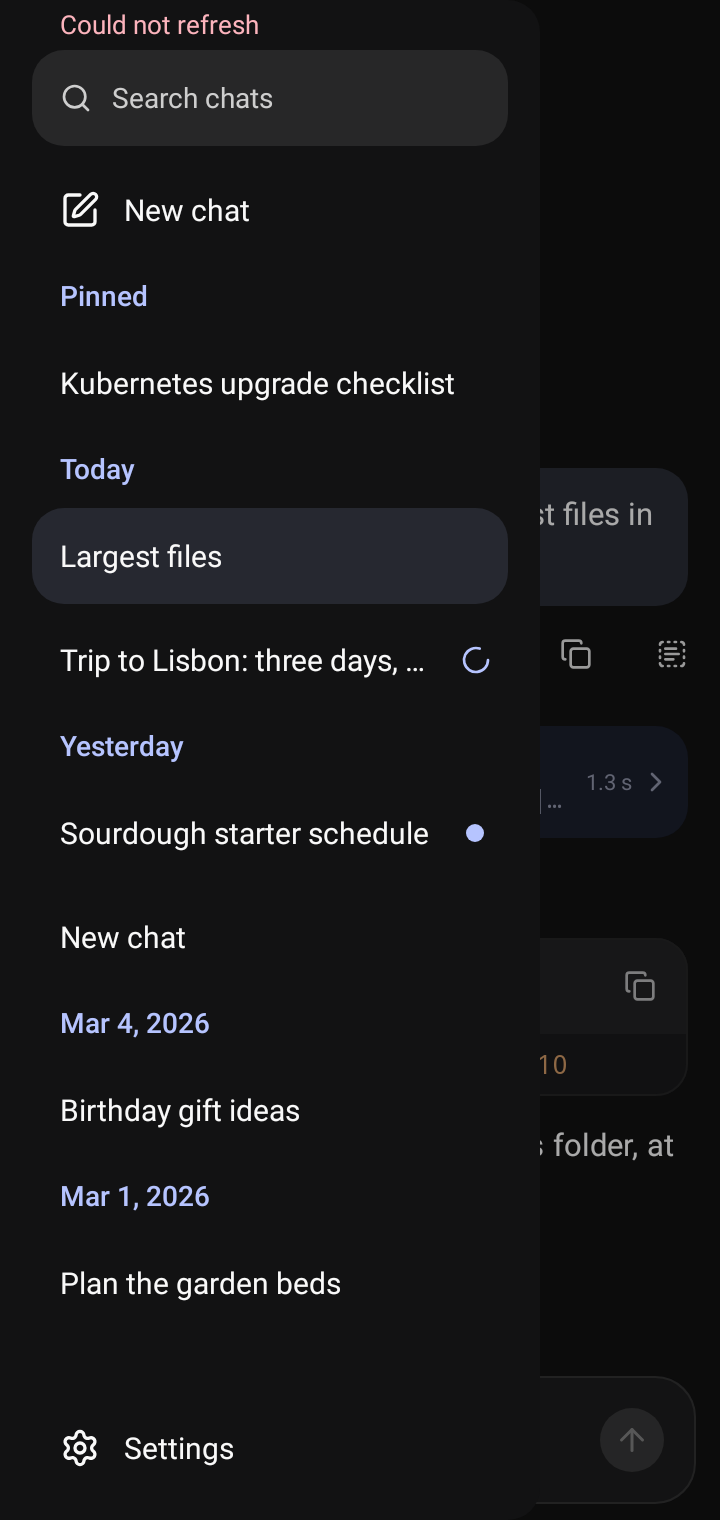 Could not refresh
Search chats
New chat
Pinned
Kubernetes upgrade checklist
Today
Largest files
Trip to Lisbon: three days, …
Yesterday
Sourdough starter schedule
New chat
Mar 4, 2026
Birthday gift ideas
Mar 1, 2026
Plan the garden beds
Settings
files in
1.3 s
…
10
folder, at